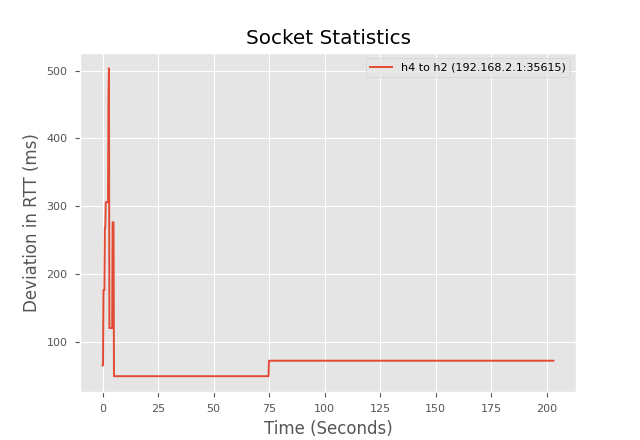 Socket Statistics
h4 to h2 (192.168.2.1:35615)
Deviation in RTT (ms)
500
400
300
200
100
0 25 50 75 100 125 150 175 200
Time (Seconds)